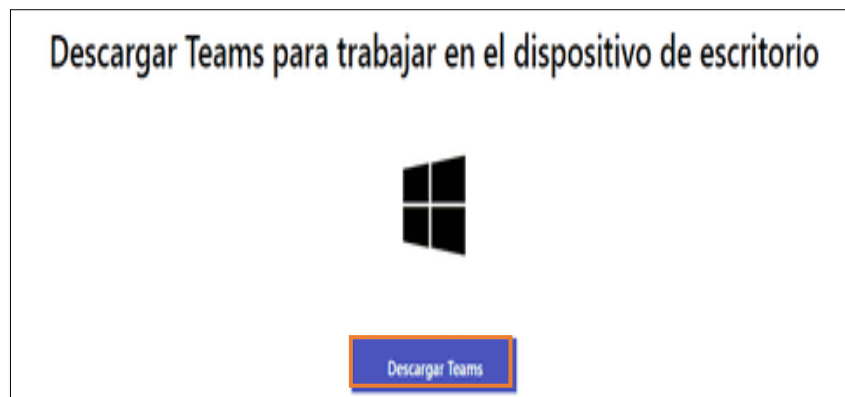 Descargar Teams para trabajar en el dispositivo de escritorio
Descargar Teams